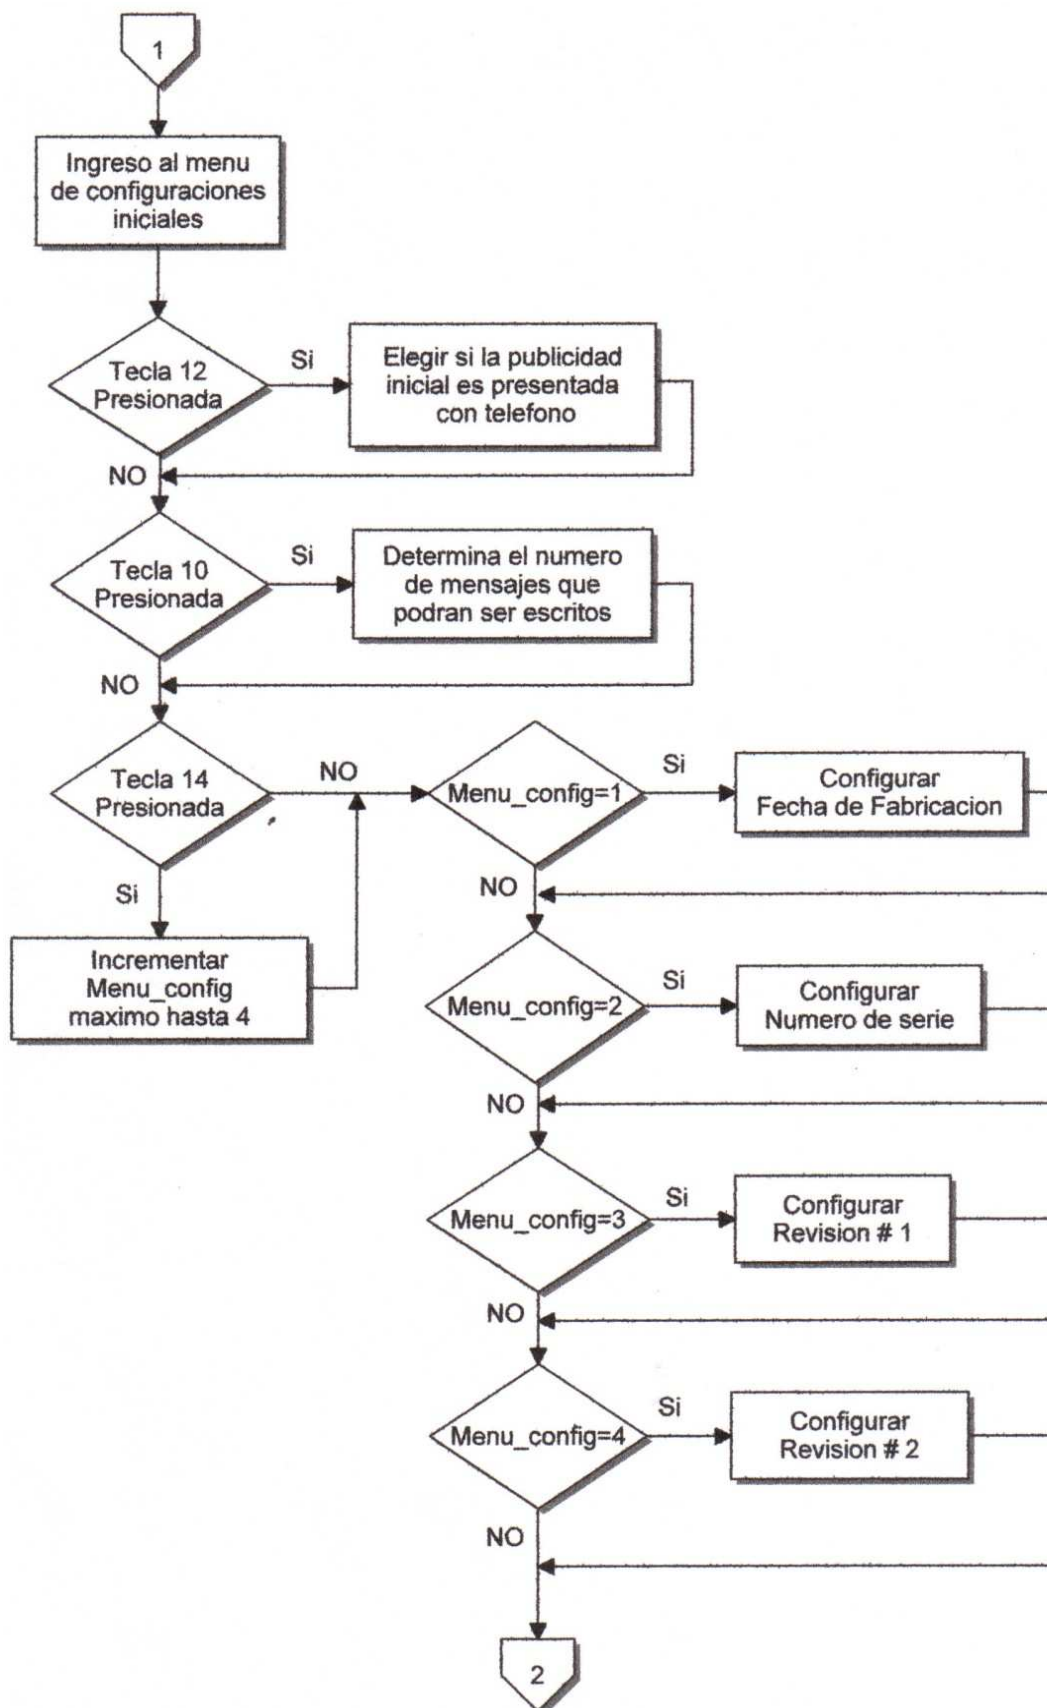 1
Ingreso al menu
de configuraciones
iniciales
Tecla 12
Presionada
Si
Elegir si la publicidad
inicial es presentada
con telefono
NO
Tecla 10
Presionada
Si
Determina el numero
de mensajes que
podran ser escritos
NO
Tecla 14
Presionada
NO
Menu_config=1
Si
Configurar
Fecha de Fabricacion
Si
NO
Incrementar
Menu_config
maximo hasta 4
Menu_config=2
Si
Configurar
Numero de serie
NO
Menu_config=3
Si
Configurar
Revision # 1
NO
Menu_config=4
Si
Configurar
Revision # 2
NO
2